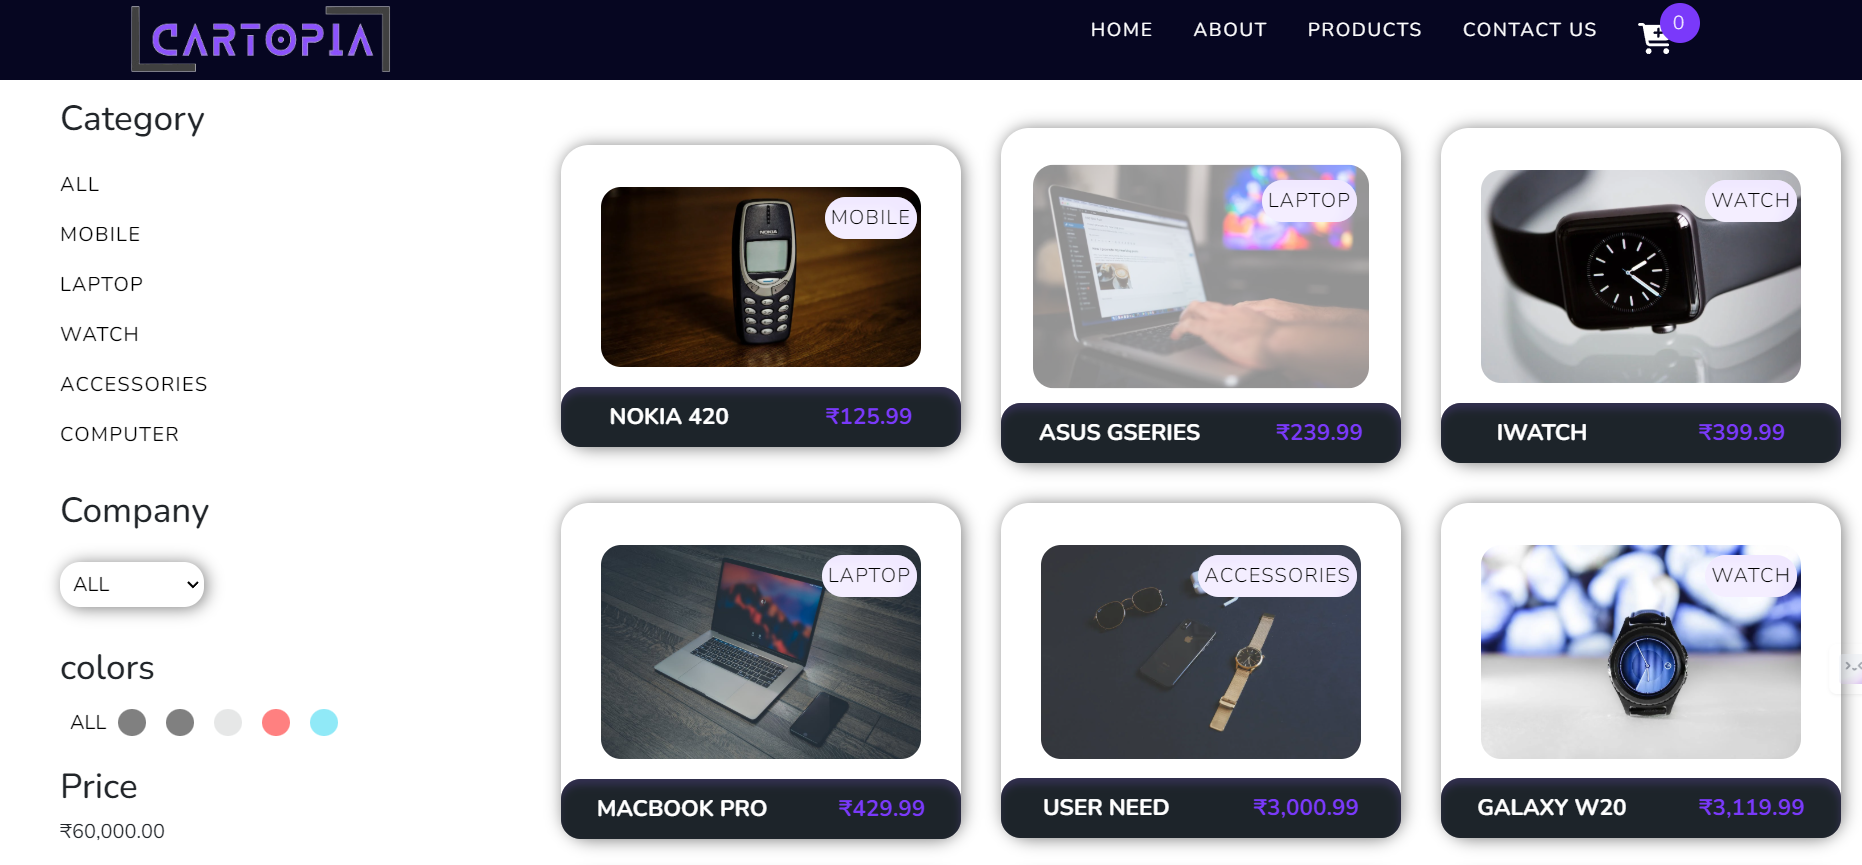 CARTOPIA
HOME ABOUT PRODUCTS CONTACT US 0
Category
ALL
MOBILE
LAPTOP
WATCH
ACCESSORIES
COMPUTER
Company
ALL
colors
ALL
Price
₹60,000.00
MOBILE
NOKIA
NOKIA 420 ₹125.99
LAPTOP
ASUS GSERIES ₹239.99
WATCH
IWATCH ₹399.99
LAPTOP
MACBOOK PRO ₹429.99
ACCESSORIES
USER NEED ₹3,000.99
WATCH
GALAXY W20 ₹3,119.99